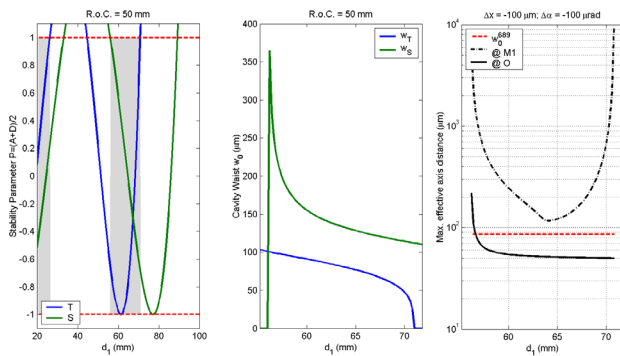 R.o.C. = 50 mm
Stability Parameter P=(A+D)/2
1
0.8
0.6
0.4
0.2
0
-0.2
-0.4
-0.6
-0.8
-1
T
S
20 40 60 80 100
d1 (mm)
R.o.C. = 50 mm
wT
wS
Cavity Waist w0 (μm)
400
350
300
250
200
150
100
50
0
60 65 70
d1 (mm)
Δx = -100 μm; Δα = -100 μrad
w0^689
@ M1
@ O
Max. effective axis distance (μm)
10^4
10^3
10^2
10^1
60 65 70
d1 (mm)